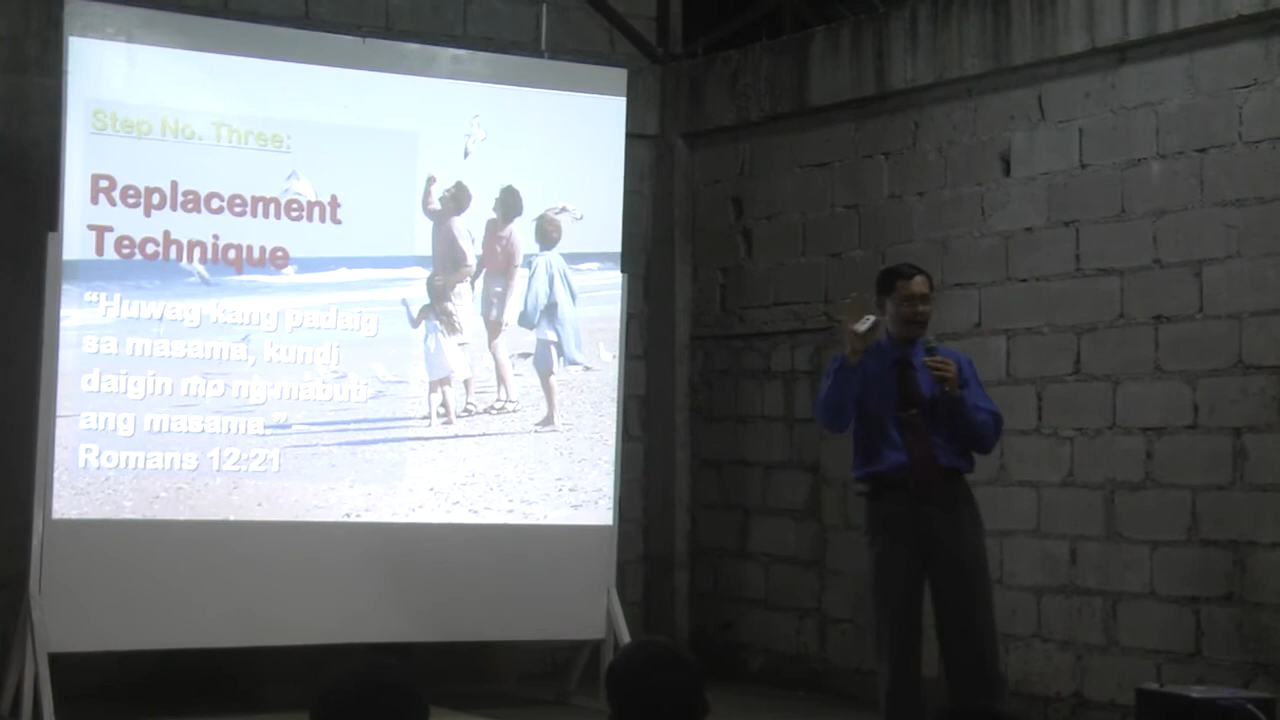 Step No. Three:
Replacement
Technique
“Huwag kang padaig
sa masama, kundi
daigin mo ng mabuti
ang masama.” –
Romans 12:21